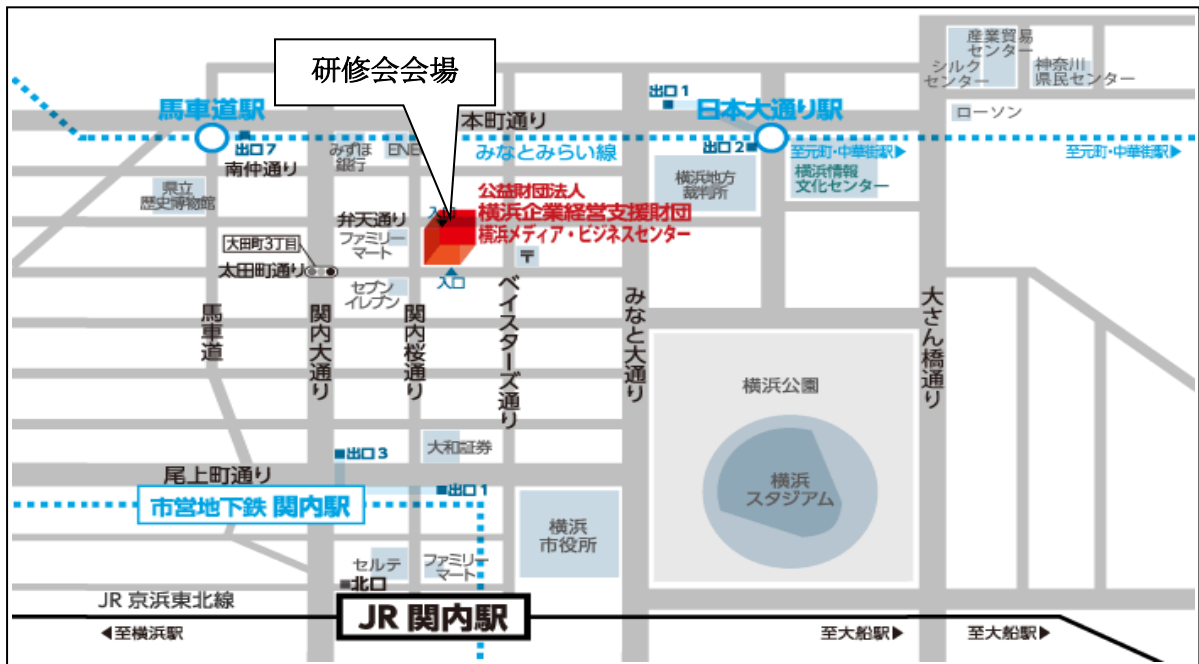 産業貿易
センター
シルク
センター
神奈川
県民センター
研修会会場
出口 1
馬車道駅
日本大通り駅
ローソン
本町通り
出口 7
みずほ
銀行
ENE
みなとみらい線
出口 2
至元町・中華街駅▶
至元町・中華街駅▶
南仲通り
横浜地方
裁判所
横浜情報
文化センター
県立
歴史博物館
公益財団法人
横浜企業経営支援財団
横浜メディア・ビジネスセンター
弁天通り
ファミリー
マート
大田町3丁目
太田町通り
〒
入口
セブン
イレブン
馬車道
関内大通り
関内桜通り
ベイスターズ通り
みなと大通り
大さん橋通り
横浜公園
大和証券
出口 3
尾上町通り
出口 1
横浜
スタジアム
市営地下鉄 関内駅
横浜
市役所
セルテ
ファミリー
マート
北口
JR 京浜東北線
JR 関内駅
◀至横浜駅
至大船駅▶
至大船駅▶